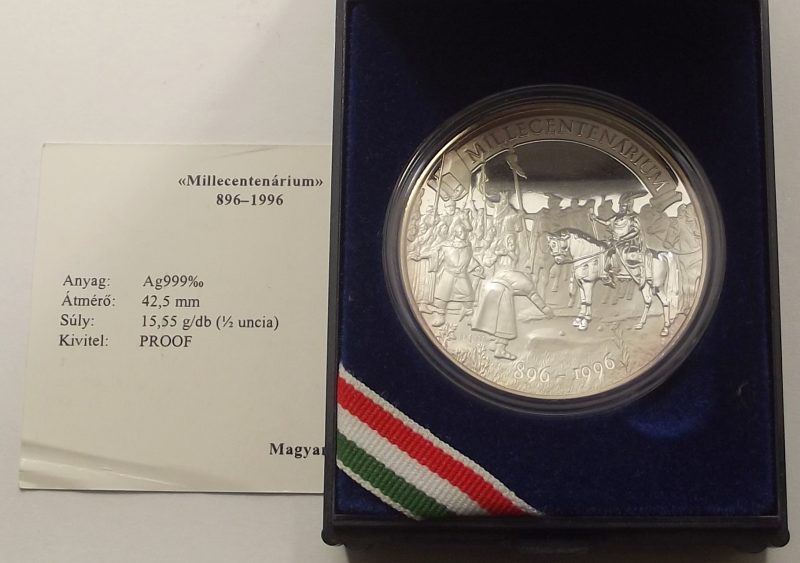 «Millecentenárium»
896–1996
Anyag: Ag999‰
Átmérő: 42,5 mm
Súly: 15,55 g/db (½ uncia)
Kivitel: PROOF
Magyar
MILLECENTENÁRIUM
896–1996